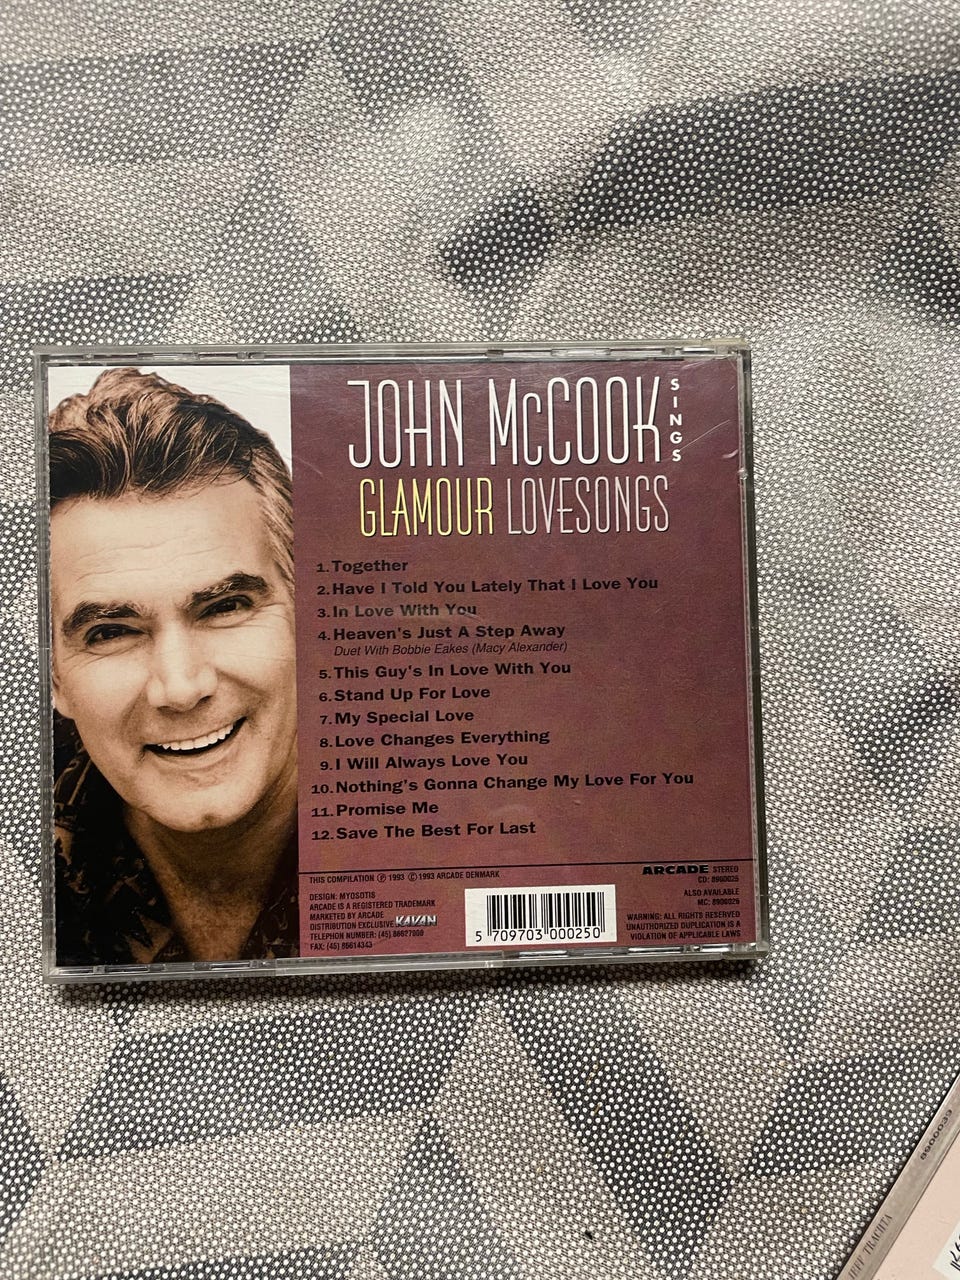 JOHN McCOOK SINGS
GLAMOUR LOVESONGS
1. Together
2. Have I Told You Lately That I Love You
3. In Love With You
4. Heaven's Just A Step Away
Duet With Bobbie Eakes (Macy Alexander)
5. This Guy's In Love With You
6. Stand Up For Love
7. My Special Love
8. Love Changes Everything
9. I Will Always Love You
10. Nothing's Gonna Change My Love For You
11. Promise Me
12. Save The Best For Last
THIS COMPILATION Ⓟ 1993 Ⓒ 1993 ARCADE DENMARK
DESIGN: MYOSOTIS
ARCADE IS A REGISTERED TRADEMARK
MARKETED BY ARCADE
DISTRIBUTION EXCLUSIVE KAVAN
TELEPHON NUMBER: (45) 86627000
FAX: (45) 86614343
5 709703 000250
ARCADE STEREO
CD: 8900025
ALSO AVAILABLE
MC: 8900026
WARNING: ALL RIGHTS RESERVED
UNAUTHORIZED DUPLICATION IS A
VIOLATION OF APPLICABLE LAWS
8900039
JEFF TRACHTA